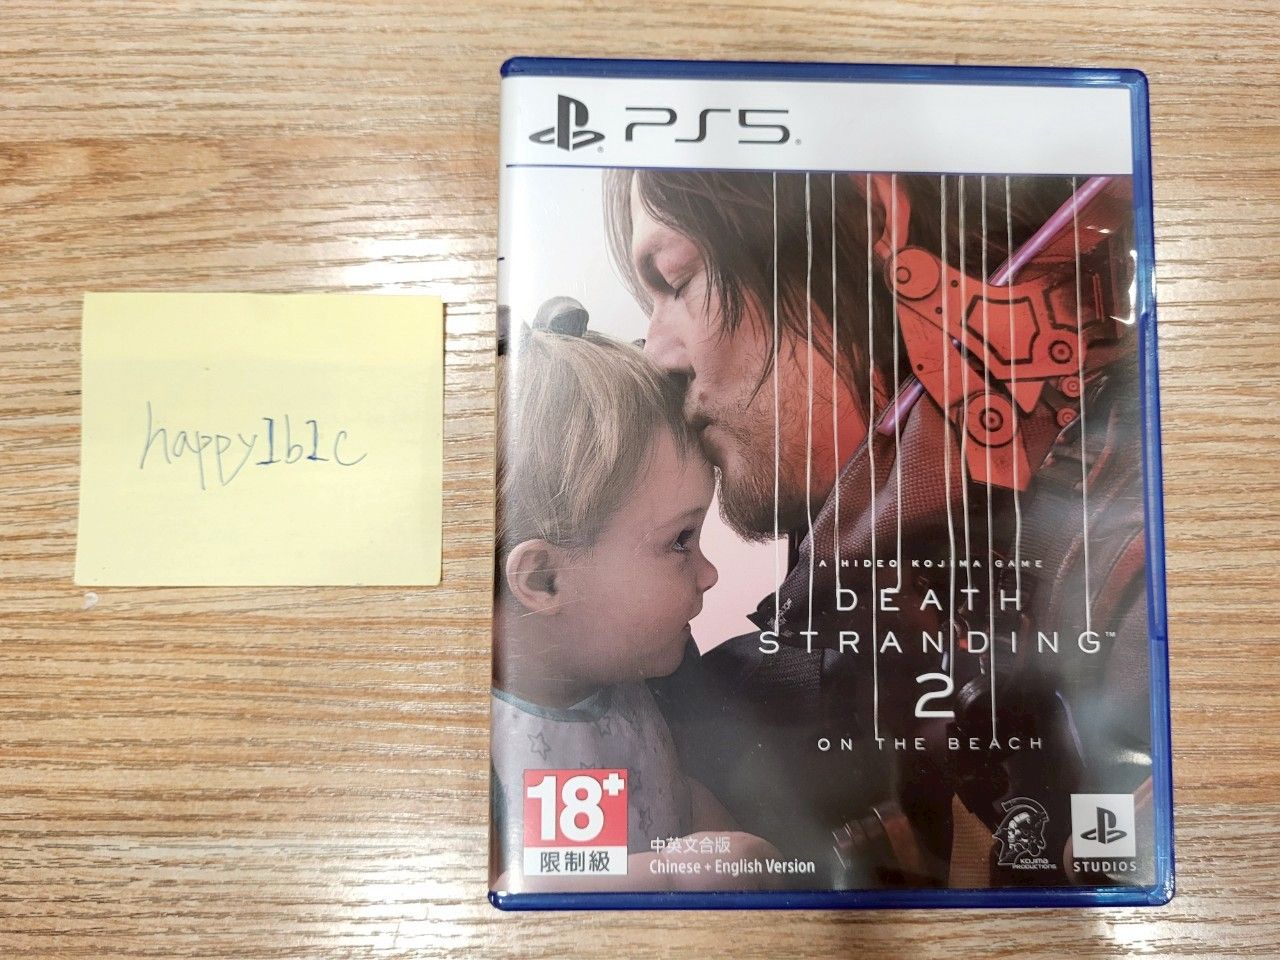 happy1b1c
PS5
A HIDEO KOJIMA GAME
DEATH
STRANDING™
2
ON THE BEACH
18+
限制級
中英文合版
Chinese + English Version
KOJIMA
PRODUCTIONS
STUDIOS